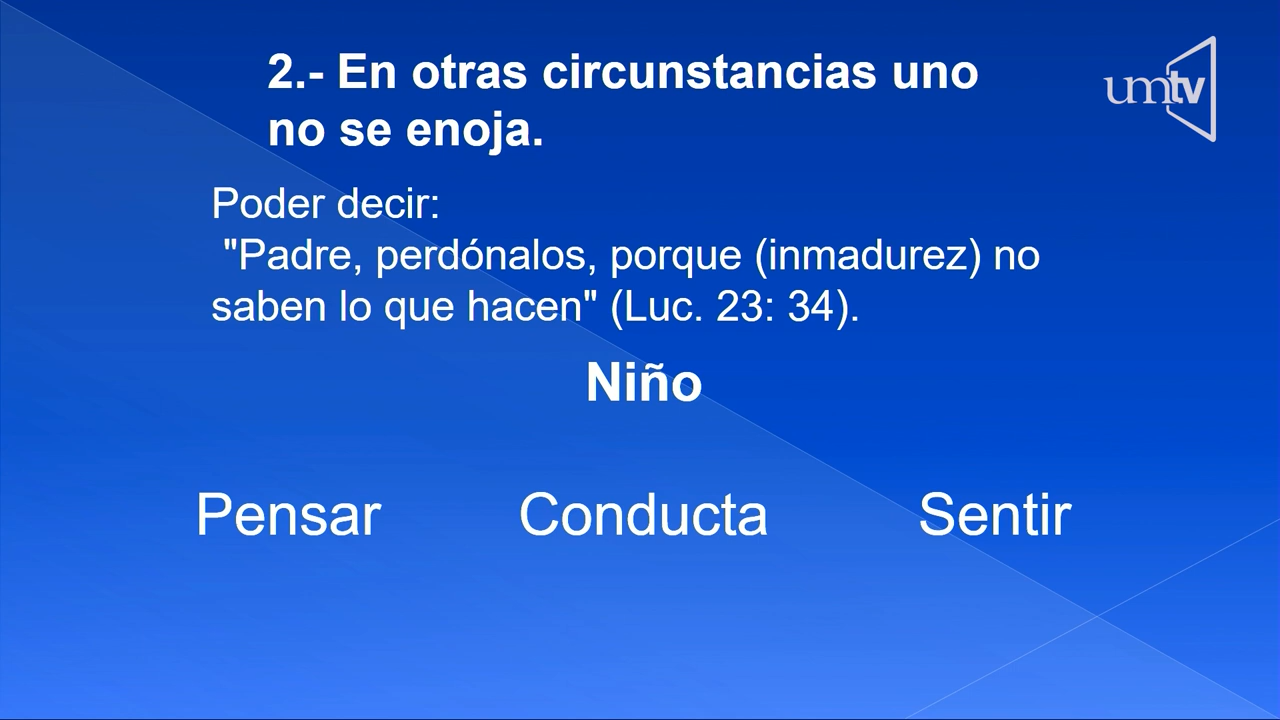 2.- En otras circunstancias uno
no se enoja.
umtv
Poder decir:
"Padre, perdónalos, porque (inmadurez) no
saben lo que hacen" (Luc. 23: 34).
Niño
Pensar Conducta Sentir